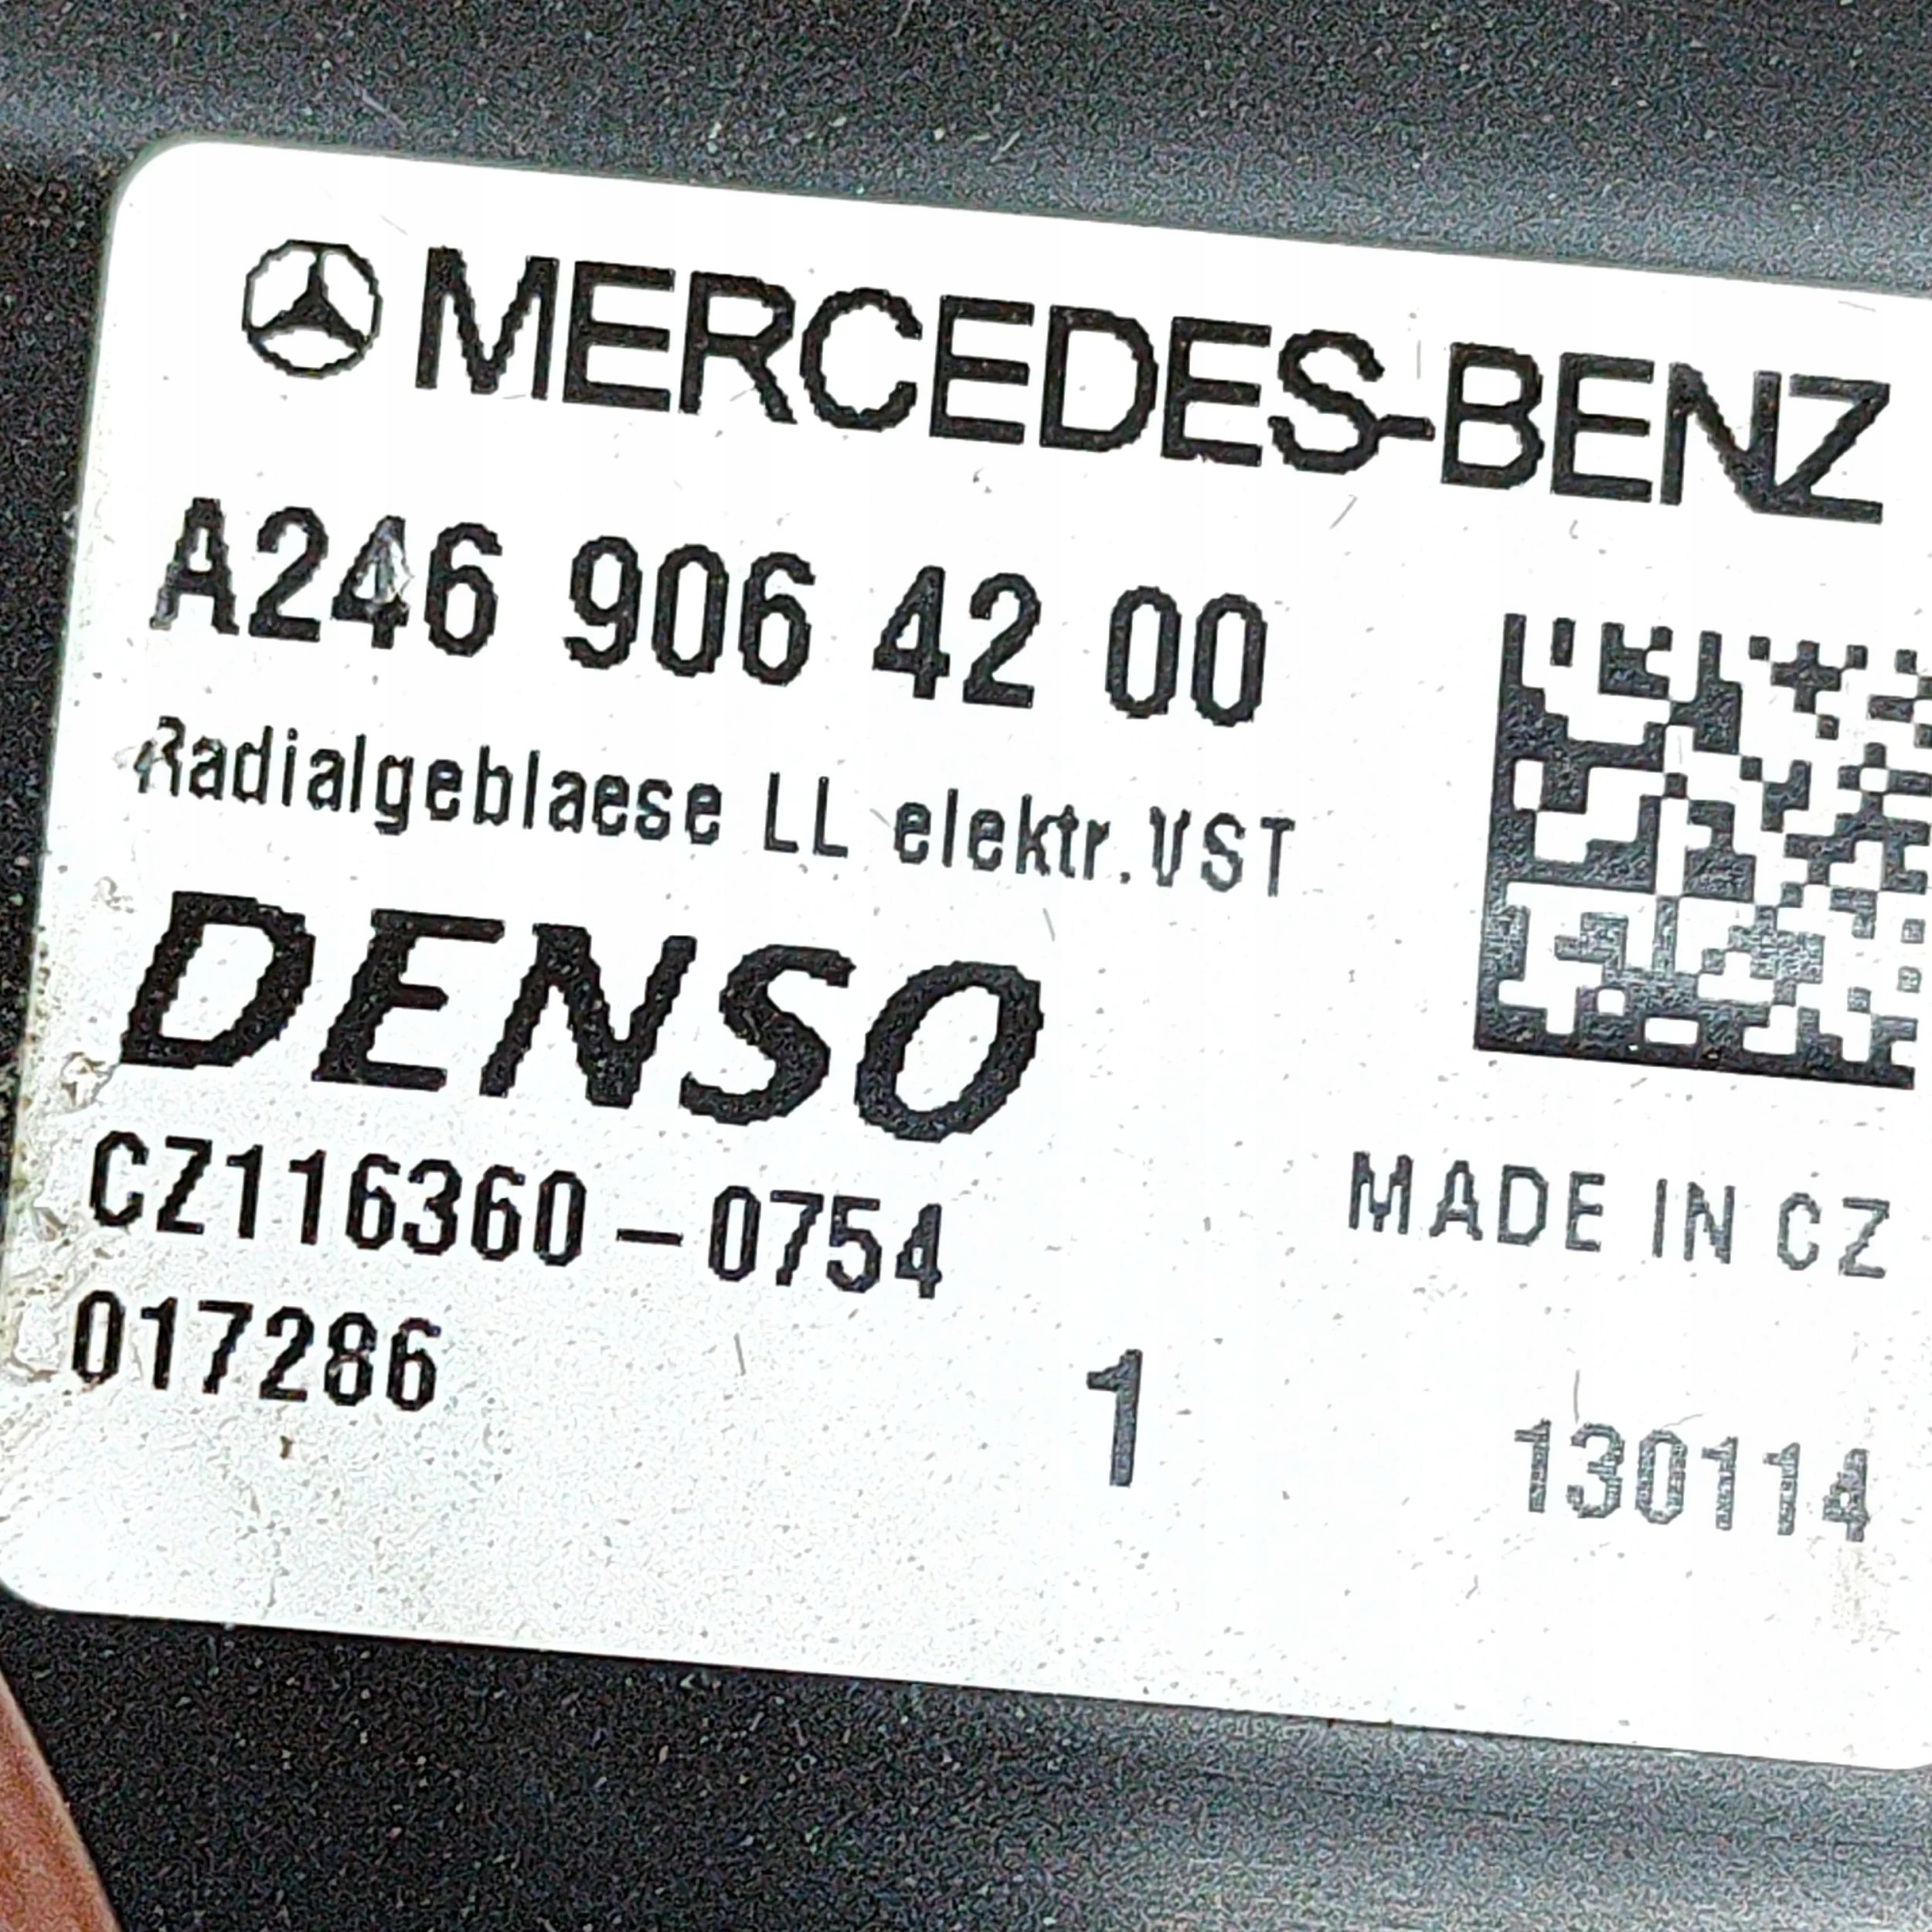 MERCEDES-BENZ
A246 906 42 00
Radialgeblaese LL elektr.VST
DENSO
CZ116360-0754
MADE IN CZ
017286
1
130114